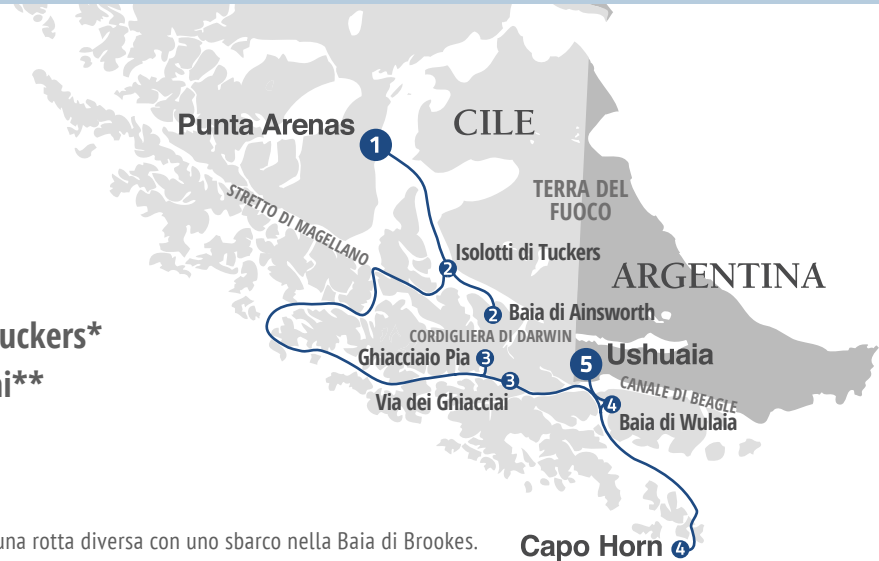 Punta Arenas
1
CILE
STRETTO DI MAGELLANO
TERRA DEL
FUOCO
2
Isolotti di Tuckers
ARGENTINA
2
Baia di Ainsworth
uckers*
CORDIGLIERA DI DARWIN
Ghiacciaio Pia
3
5
Ushuaia
i**
3
Via dei Ghiacciai
CANALE DI BEAGLE
4
Baia di Wulaia
una rotta diversa con uno sbarco nella Baia di Brookes.
Capo Horn
4